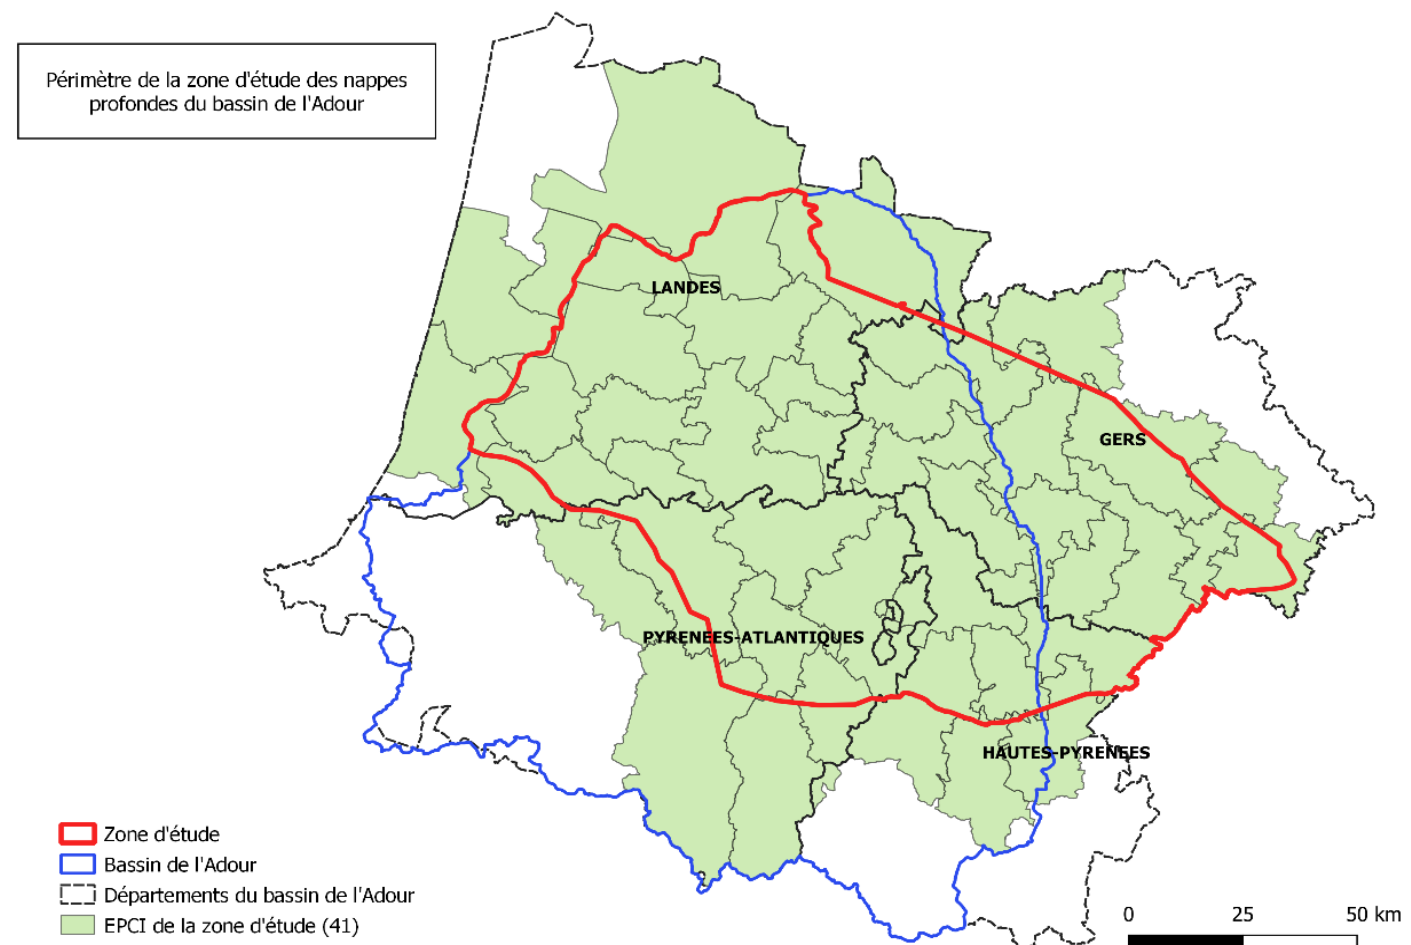 Périmètre de la zone d'étude des nappes
profondes du bassin de l'Adour
LANDES
GERS
PYRENEES-ATLANTIQUES
HAUTES-PYRENEES
Zone d'étude
Bassin de l'Adour
Départements du bassin de l'Adour
EPCI de la zone d'étude (41)
0 25 50 km